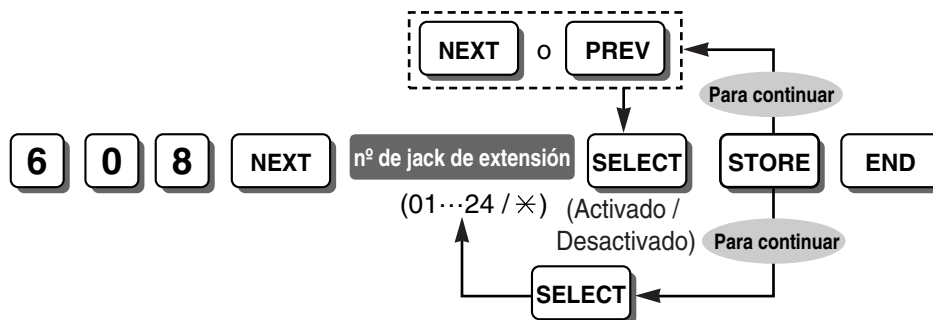 NEXT o PREV
Para continuar
6 0 8 NEXT nº de jack de extensión SELECT STORE END
(01···24 / ✳) (Activado / Desactivado)
Para continuar
SELECT